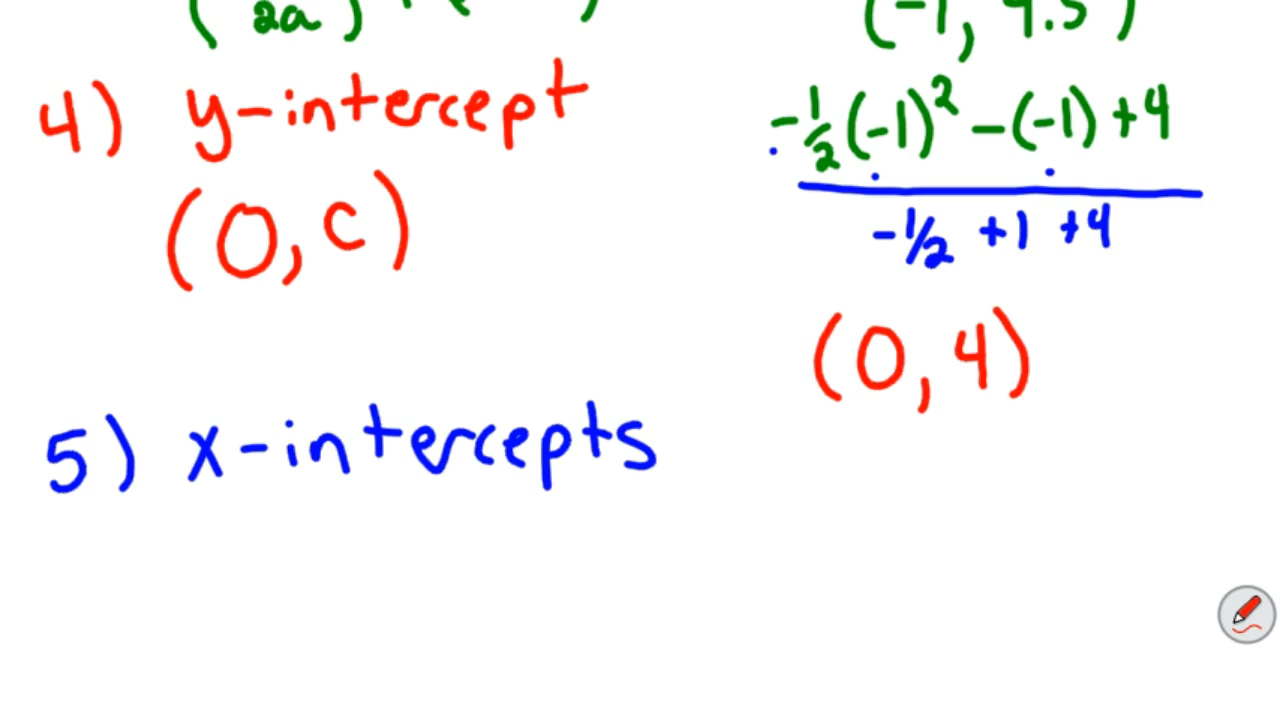 2a
(-1, 4.5)
4) y-intercept
-1/2(-1)² -(-1) +4
(0, c)
-1/2 +1 +4
(0, 4)
5) x-intercepts